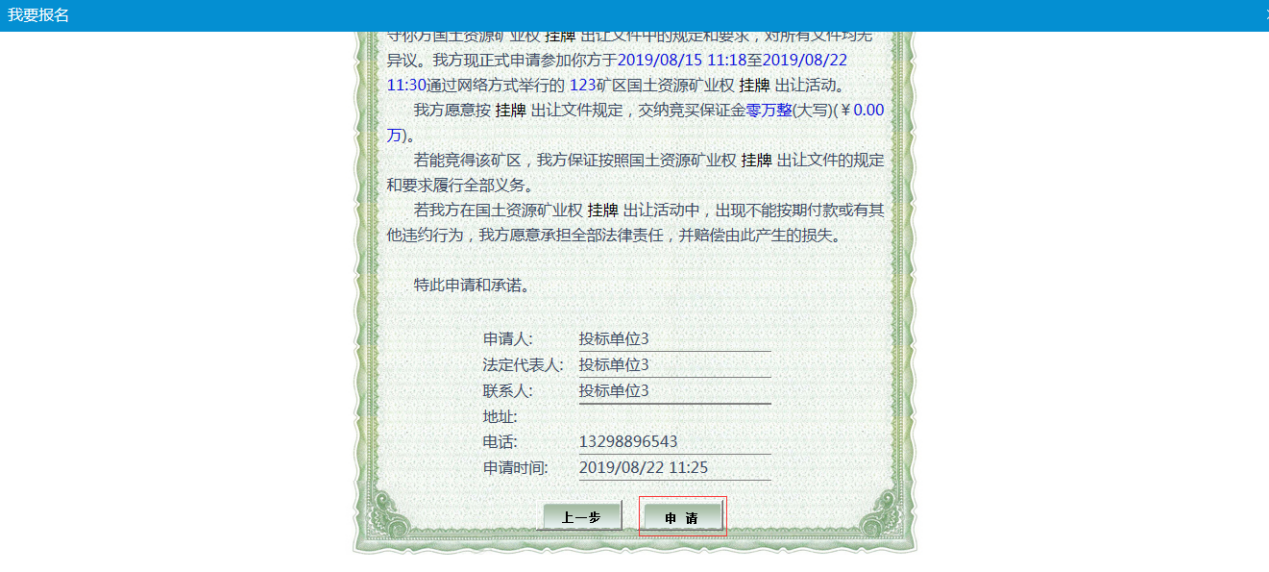 我要报名
守你方国土资源矿业权 挂牌 出让文件中的规定和要求，对所有文件均无
异议。我方现正式申请参加你方于2019/08/15 11:18至2019/08/22
11:30通过网络方式举行的 123矿区国土资源矿业权 挂牌 出让活动。
我方愿意按 挂牌 出让文件规定，交纳竞买保证金零万整(大写)(￥0.00
万)。
若能竞得该矿区，我方保证按照国土资源矿业权 挂牌 出让文件的规定
和要求履行全部义务。
若我方在国土资源矿业权 挂牌 出让活动中，出现不能按期付款或有其
他违约行为，我方愿意承担全部法律责任，并赔偿由此产生的损失。
特此申请和承诺。
申请人: 投标单位3
法定代表人: 投标单位3
联系人: 投标单位3
地址:
电话: 13298896543
申请时间: 2019/08/22 11:25
上一步 申 请